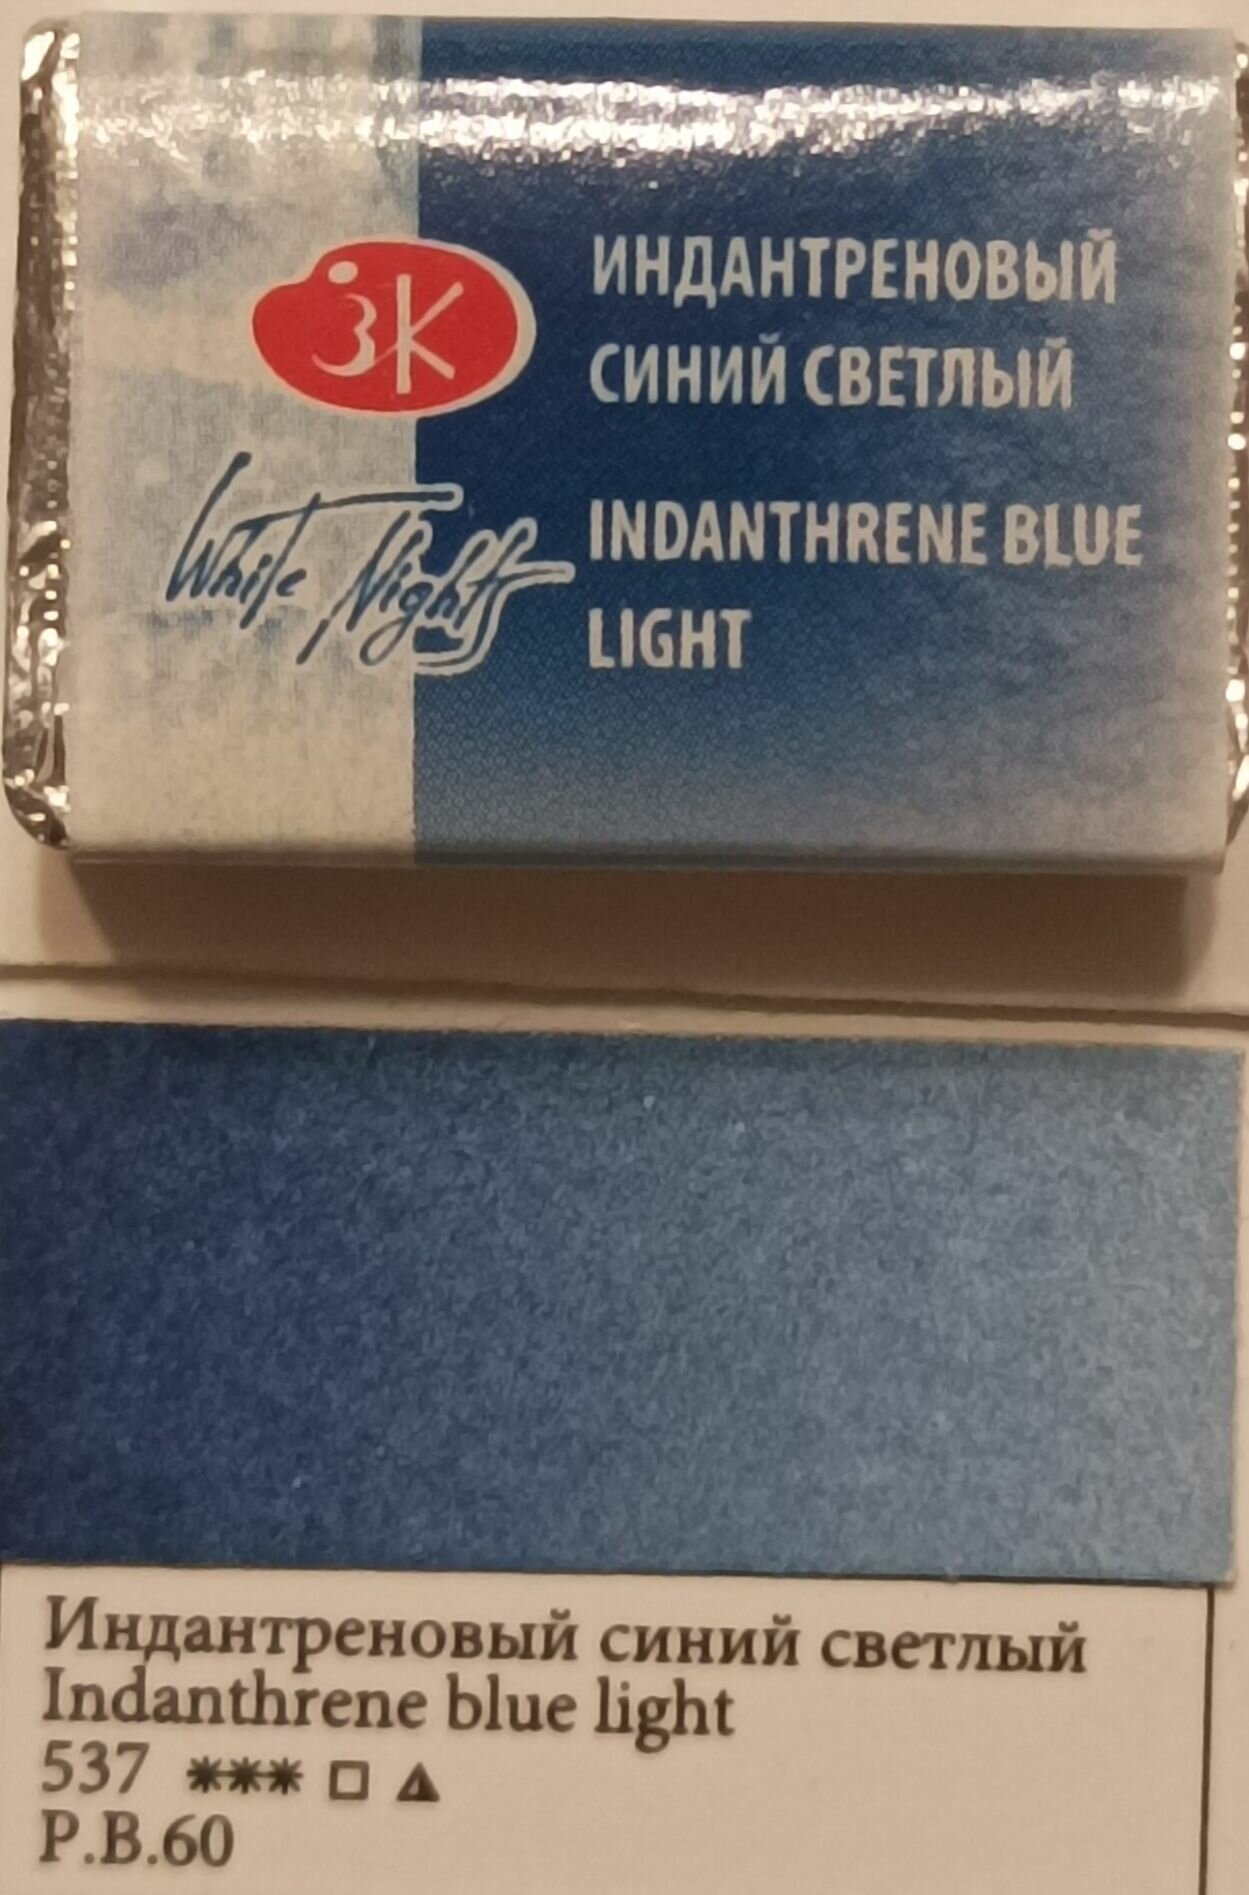 ЗК
ИНДАНТРЕНОВЫЙ
СИНИЙ СВЕТЛЫЙ
White Nights
INDANTHRENE BLUE
LIGHT
Индантреновый синий светлый
Indanthrene blue light
537 ✱✱✱ □ ◭
P.B.60